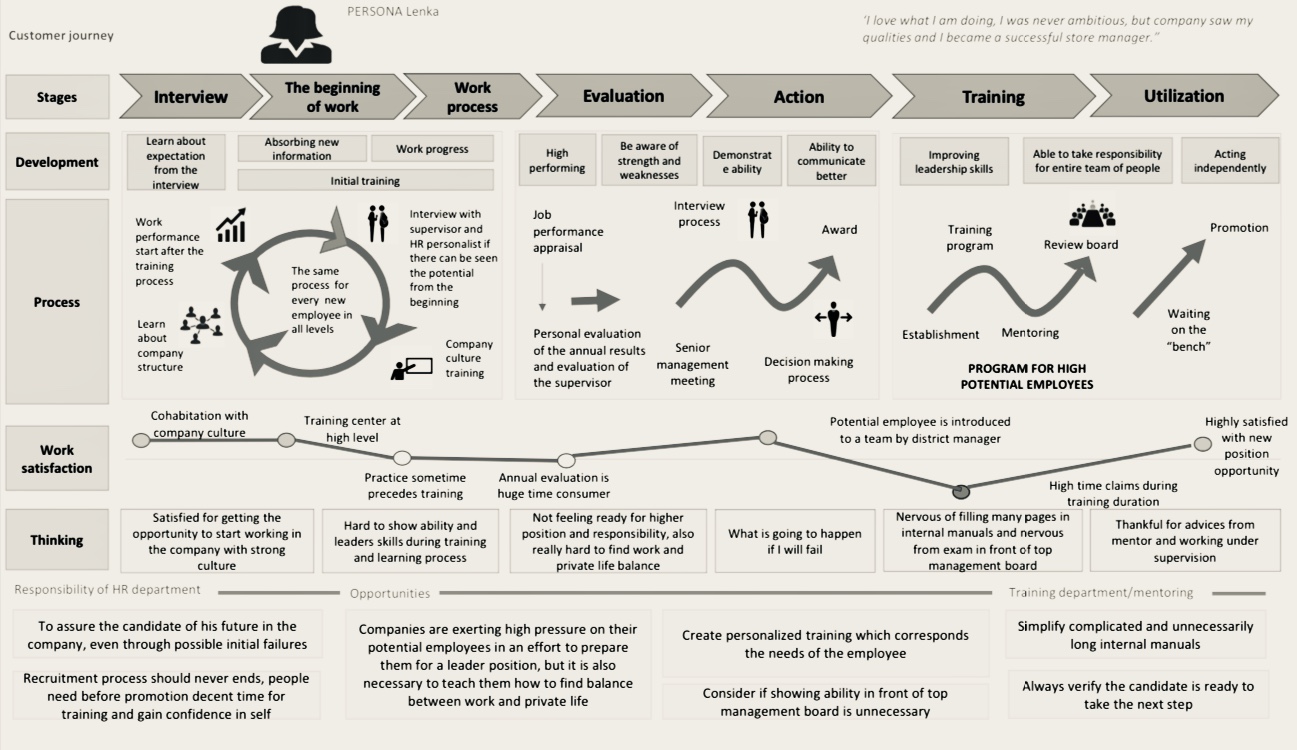 PERSONA Lenka
Customer journey
'I love what I am doing, I was never ambitious, but company saw my
qualities and I became a successful store manager."
Stages
Interview
The beginning
of work
Work
process
Evaluation
Action
Training
Utilization
Development
Learn about
expectation
from the
interview
Absorbing new
information
Work progress
Initial training
High
performing
Be aware of
strength and
weaknesses
Demonstrat
e ability
Ability to
communicate
better
Improving
leadership skills
Able to take responsibility
for entire team of people
Acting
independently
Process
Work
performance
start after the
training
process
Learn
about
company
structure
The same
process for
every new
employee in
all levels
Interview with
supervisor and
HR personalist if
there can be seen
the potential
from the
beginning
Company
culture
training
Job
performance
appraisal
Personal evaluation
of the annual results
and evaluation of
the supervisor
Interview
process
Award
Senior
management
meeting
Decision making
process
Training
program
Review board
Establishment
Mentoring
PROGRAM FOR HIGH
POTENTIAL EMPLOYEES
Promotion
Waiting
on the
"bench"
Work
satisfaction
Cohabitation with
company culture
Training center at
high level
Practice sometime
precedes training
Annual evaluation is
huge time consumer
Potential employee is introduced
to a team by district manager
High time claims during
training duration
Highly satisfied
with new
position
opportunity
Thinking
Satisfied for getting the
opportunity to start working in
the company with strong
culture
Hard to show ability and
leaders skills during training
and learning process
Not feeling ready for higher
position and responsibility, also
really hard to find work and
private life balance
What is going to happen
if I will fail
Nervous of filling many pages in
internal manuals and nervous
from exam in front of top
management board
Thankful for advices from
mentor and working under
supervision
Responsibility of HR department
Opportunities
Training department/mentoring
To assure the candidate of his future in the
company, even through possible initial failures
Recruitment process should never ends, people
need before promotion decent time for
training and gain confidence in self
Companies are exerting high pressure on their
potential employees in an effort to prepare
them for a leader position, but it is also
necessary to teach them how to find balance
between work and private life
Create personalized training which corresponds
the needs of the employee
Consider if showing ability in front of top
management board is unnecessary
Simplify complicated and unnecessarily
long internal manuals
Always verify the candidate is ready to
take the next step